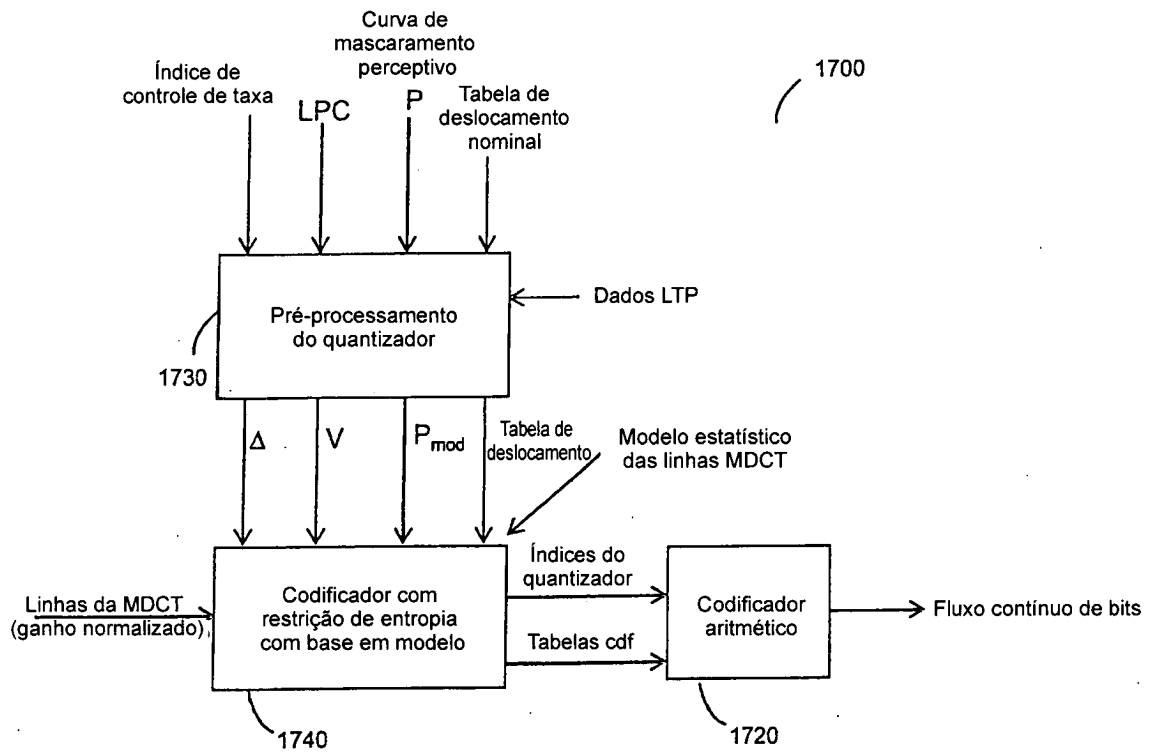 Curva de
mascaramento
perceptivo
P
Índice de
controle de taxa
LPC
Tabela de
deslocamento
nominal
1700
Pré-processamento
do quantizador
Dados LTP
1730
Δ
V
Pmod
Tabela de
deslocamento
Modelo estatístico
das linhas MDCT
Linhas da MDCT
(ganho normalizado)
Codificador com
restrição de entropia
com base em modelo
Índices do
quantizador
Tabelas cdf
Codificador
aritmético
Fluxo contínuo de bits
1740
1720